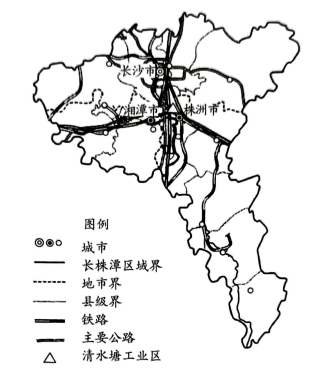 长沙市
湘潭市
株洲市
图例
城市
长株潭区域界
地市界
县级界
铁路
主要公路
清水塘工业区